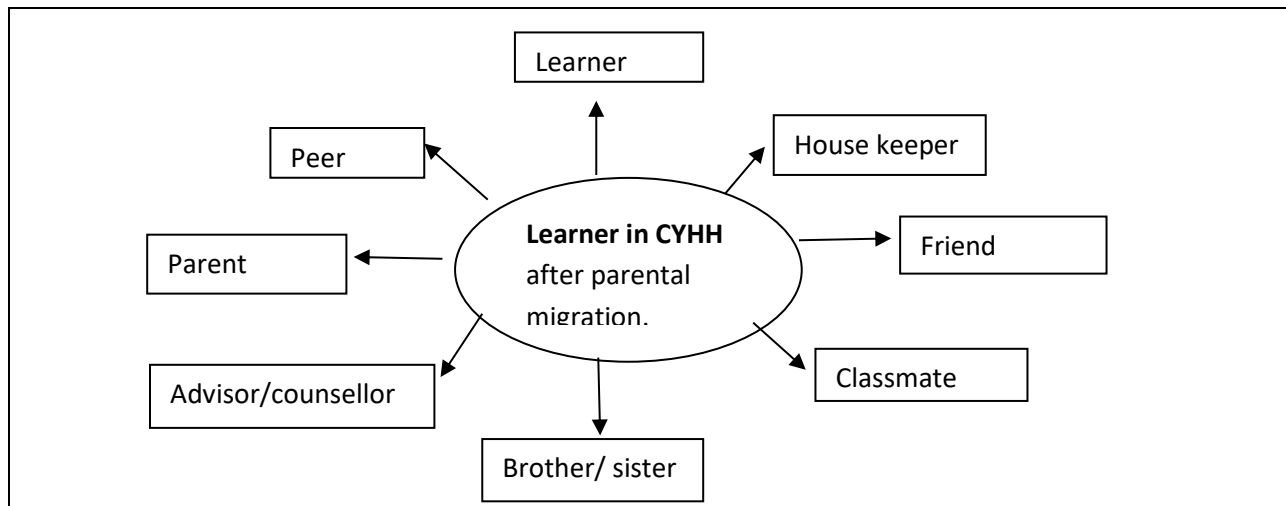 Learner
Peer
House keeper
Learner in CYHH
after parental
migration.
Friend
Parent
Classmate
Advisor/counsellor
Brother/ sister